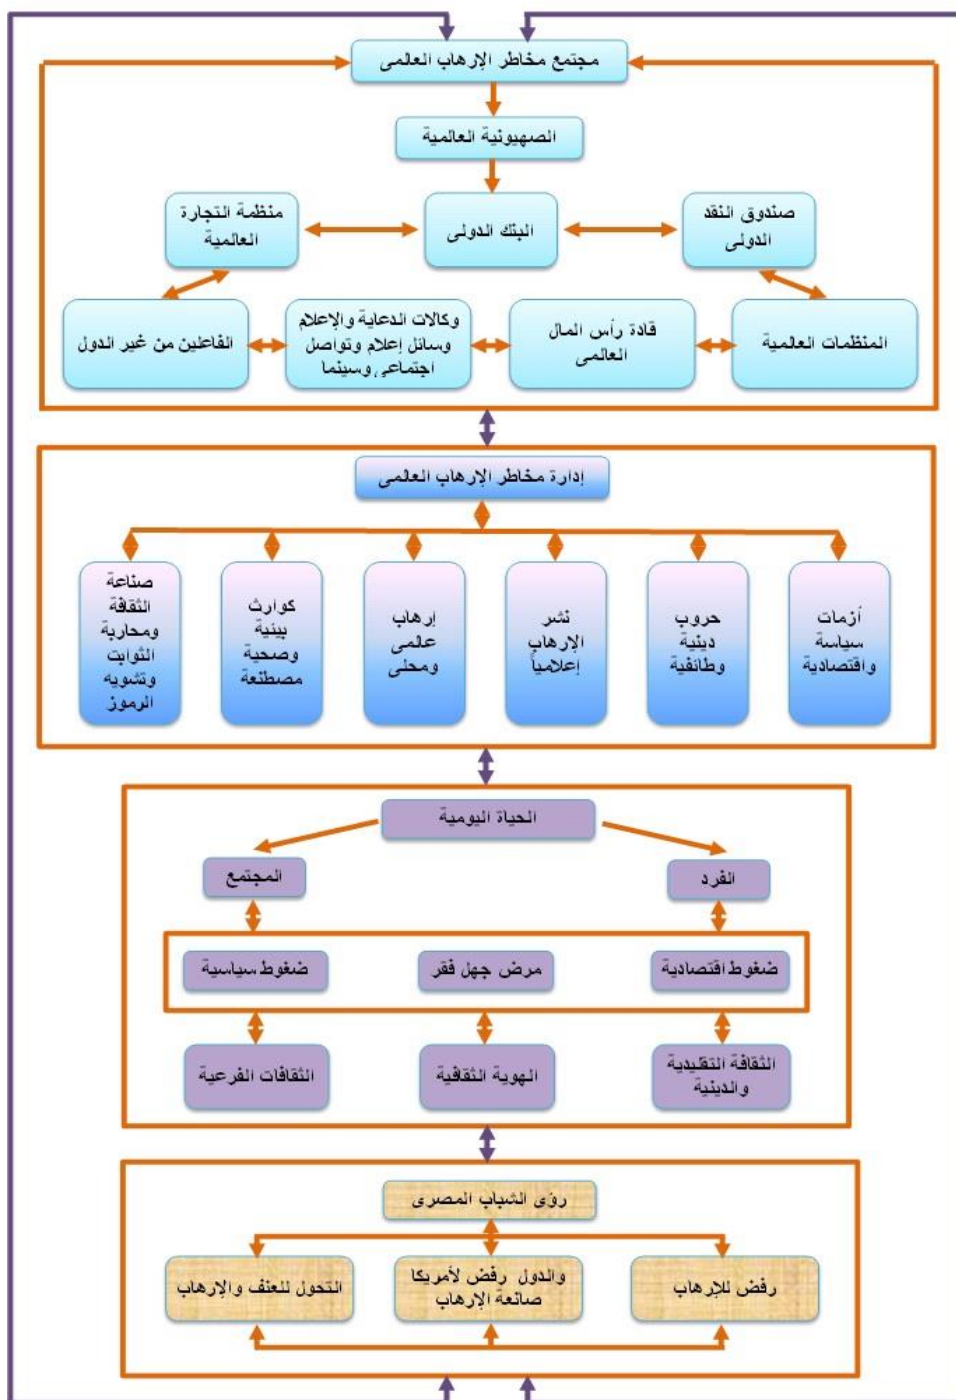 مجتمع مخاطر الإرهاب العالمى
الصهيونية العالمية
صندوق النقد
الدولى
البنك الدولى
منظمة التجارة
العالمية
المنظمات العالمية
قادة رأس المال
العالمى
وكالات الدعاية والإعلام
وسائل إعلام وتواصل
اجتماعى وسينما
الفاعلين من غير الدول
إدارة مخاطر الإرهاب العالمى
أزمات
سياسة
واقتصادية
حروب
دينية
وطائفية
نشر
الإرهاب
إعلامياً
إرهاب
عالمى
ومحلى
كوارث
بيئية
وصحية
مصطنعة
صناعة
الثقافة
ومحاربة
الثوابت
وتشويه
الرموز
الحياة اليومية
الفرد
المجتمع
ضغوط اقتصادية
مرض جهل فقر
ضغوط سياسية
الثقافة التقليدية
والدينية
الهوية الثقافية
الثقافات الفرعية
رؤى الشباب المصرى
رفض للإرهاب
والدول رفض لأمريكا
صانعة الإرهاب
التحول للعنف والإرهاب